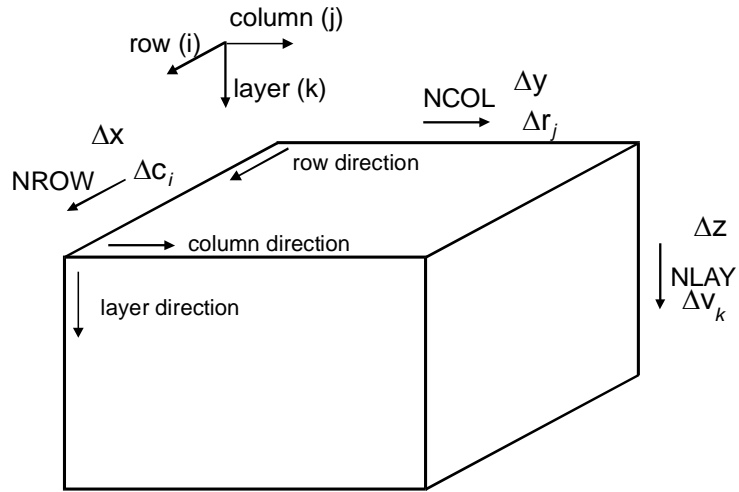 column (j)
row (i)
layer (k)
NCOL
Δy
Δr_j
Δx
NROW
Δc_i
row direction
column direction
layer direction
Δz
NLAY
Δv_k